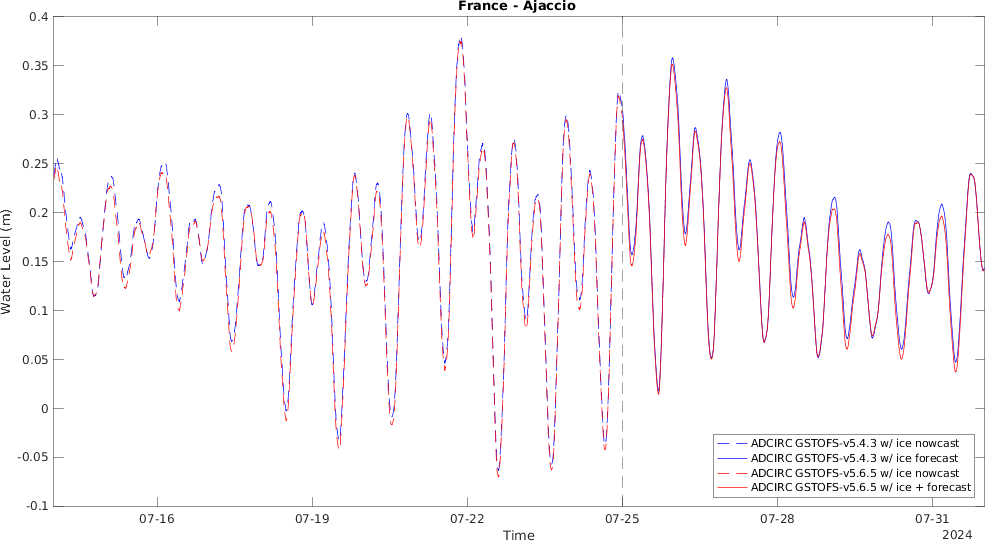 France - Ajaccio
0.4
0.35
0.3
0.25
0.2
0.15
0.1
0.05
0
-0.05
-0.1
Water Level (m)
07-16
07-19
07-22
07-25
07-28
07-31
Time
2024
ADCIRC GSTOFS-v5.4.3 w/ ice nowcast
ADCIRC GSTOFS-v5.4.3 w/ ice forecast
ADCIRC GSTOFS-v5.6.5 w/ ice nowcast
ADCIRC GSTOFS-v5.6.5 w/ ice + forecast